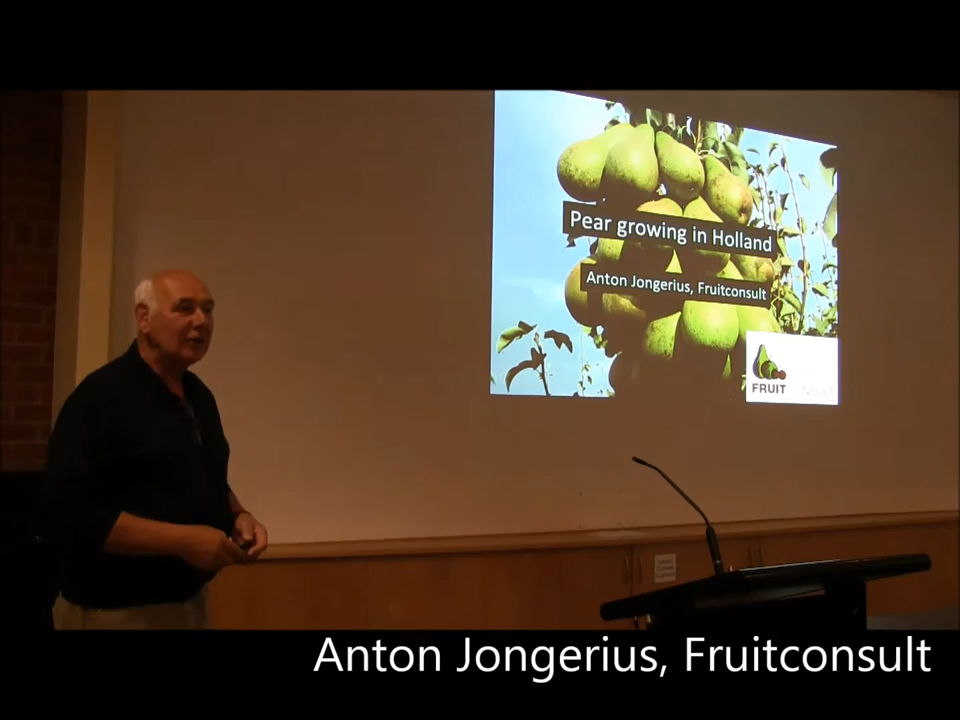 Pear growing in Holland
Anton Jongerius, Fruitconsult
FRUIT
Anton Jongerius, Fruitconsult